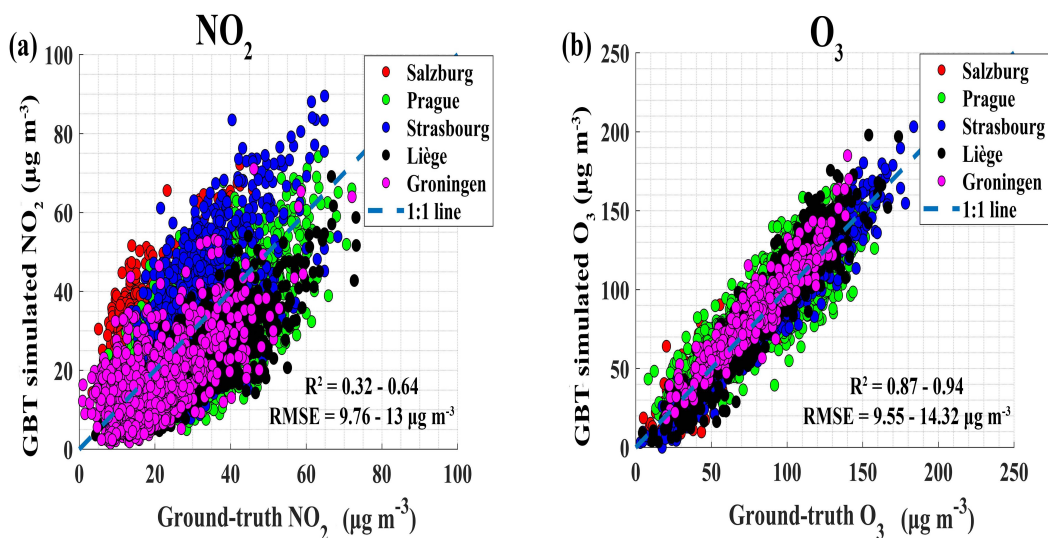 (a)
NO2
100
80
60
40
20
0
0
20
40
60
80
100
GBT simulated NO2 (μg m-3)
Ground-truth NO2 (μg m-3)
Salzburg
Prague
Strasbourg
Liège
Groningen
1:1 line
R2 = 0.32 - 0.64
RMSE = 9.76 - 13 μg m-3
(b)
O3
250
200
150
100
50
0
0
50
100
150
200
250
GBT simulated O3 (μg m-3)
Ground-truth O3 (μg m-3)
Salzburg
Prague
Strasbourg
Liège
Groningen
1:1 line
R2 = 0.87 - 0.94
RMSE = 9.55 - 14.32 μg m-3